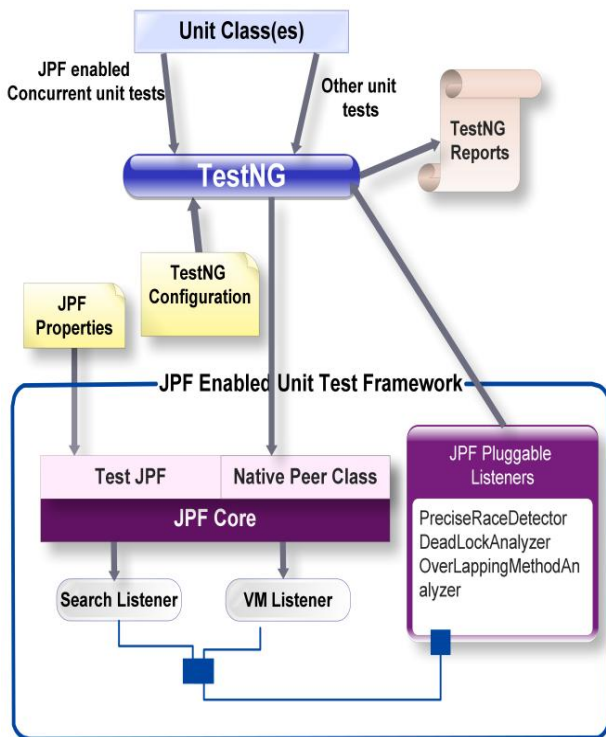 Unit Class(es)
JPF enabled
Concurrent unit tests
Other unit
tests
TestNG
Reports
TestNG
TestNG
Configuration
JPF
Properties
JPF Enabled Unit Test Framework
Test JPF
Native Peer Class
JPF Core
Search Listener
VM Listener
JPF Pluggable
Listeners
PreciseRaceDetector
DeadLockAnalyzer
OverLappingMethodAn
alyzer